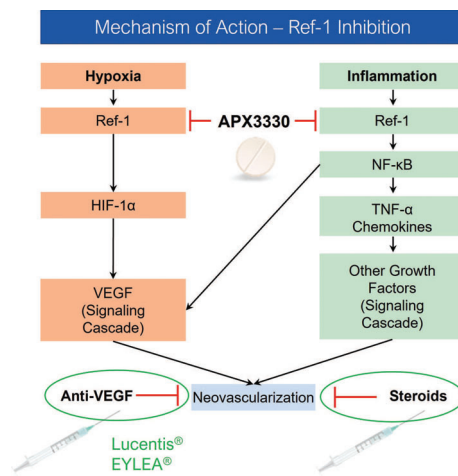 Mechanism of Action – Ref-1 Inhibition
Hypoxia
Inflammation
Ref-1
APX3330
Ref-1
NF-κB
HIF-1α
TNF-α
Chemokines
VEGF
(Signaling
Cascade)
Other Growth
Factors
(Signaling
Cascade)
Anti-VEGF
Neovascularization
Steroids
Lucentis®
EYLEA®